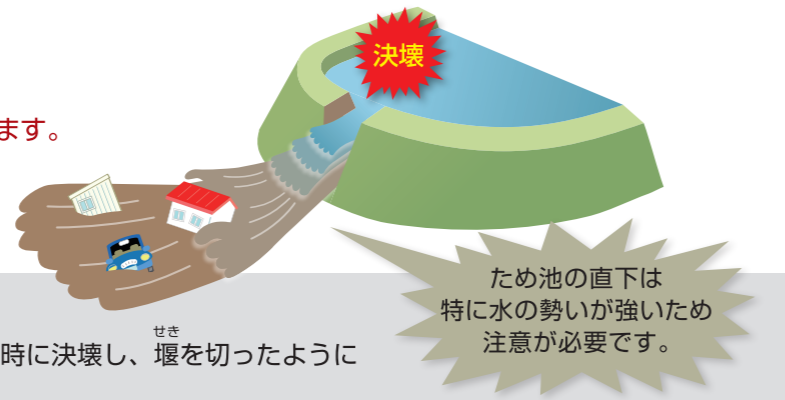 決壊
ます。
ため池の直下は
特に水の勢いが強いため
注意が必要です。
せき
時に決壊し、堰を切ったように